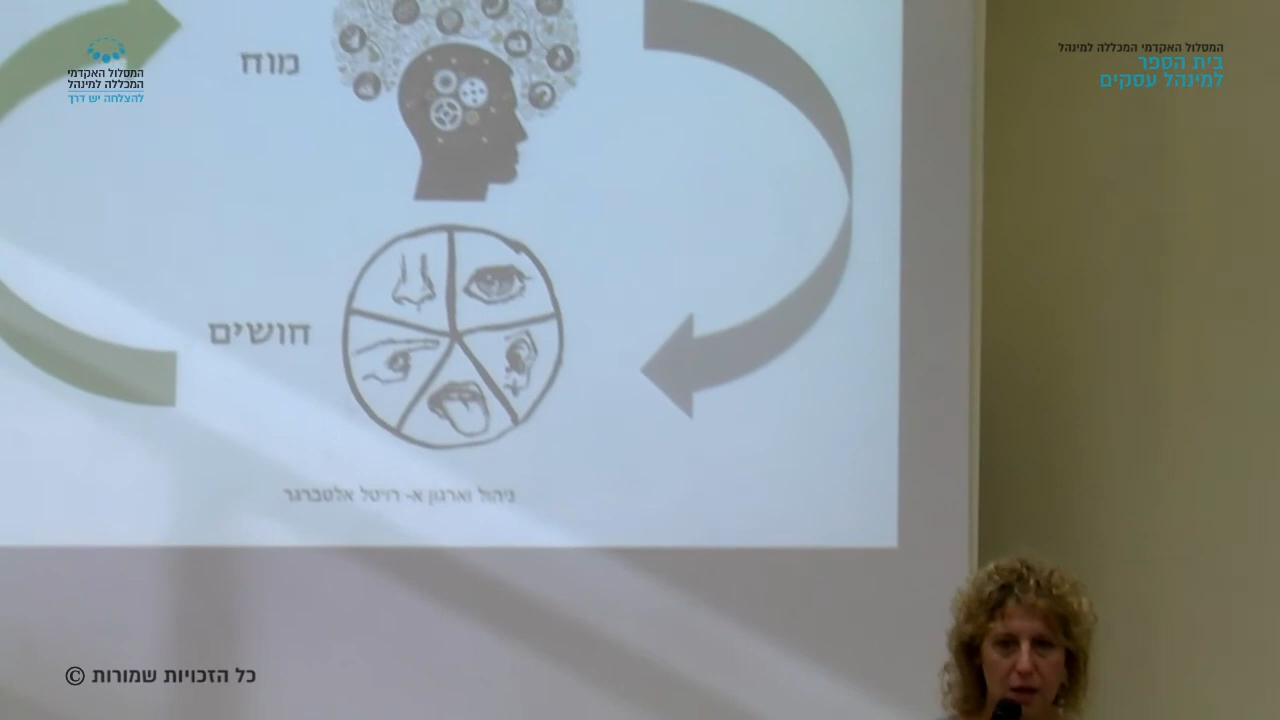 המסלול האקדמי המכללה למינהל
בית הספר
למינהל עסקים
המסלול האקדמי
המכללה למינהל
להצלחה יש דרך
מוח
חושים
ניהול וארגון א- רויטל אלטברגר
כל הזכויות שמורות ©